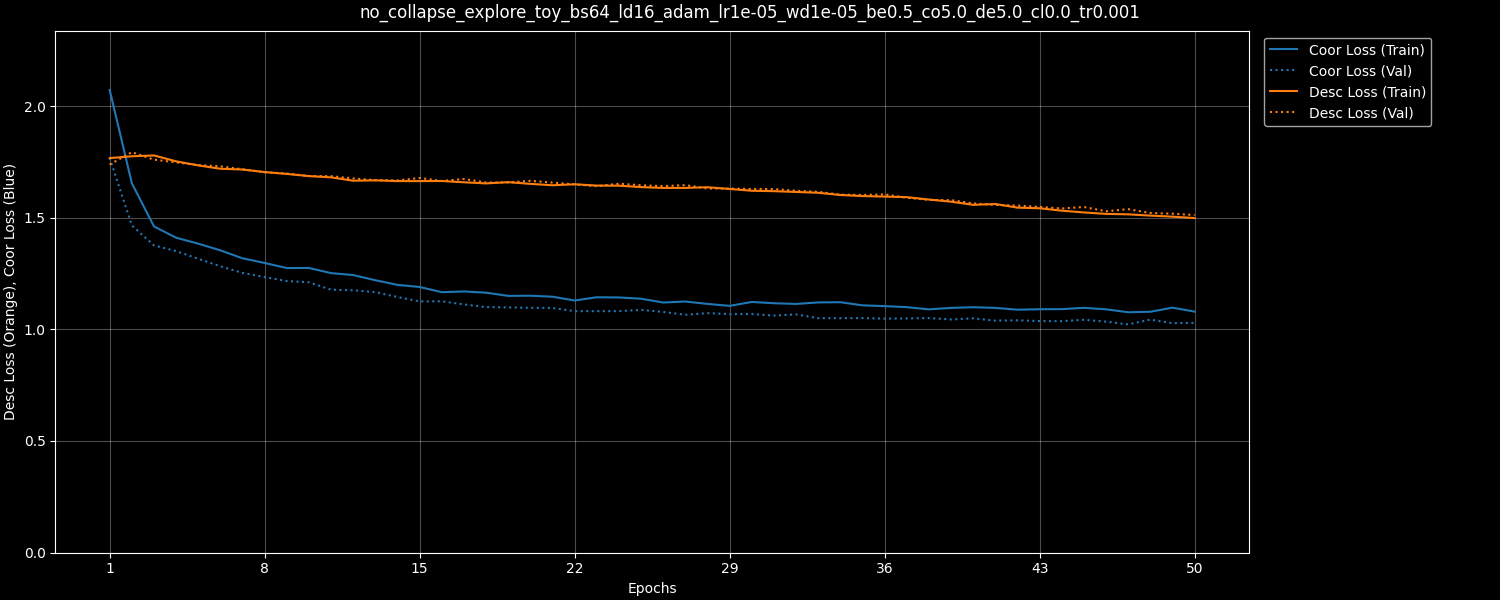 no_collapse_explore_toy_bs64_ld16_adam_lr1e-05_wd1e-05_be0.5_co5.0_de5.0_cl0.0_tr0.001
Desc Loss (Orange), Coor Loss (Blue)
2.0
1.5
1.0
0.5
0.0
1 8 15 22 29 36 43 50
Epochs
Coor Loss (Train)
Coor Loss (Val)
Desc Loss (Train)
Desc Loss (Val)